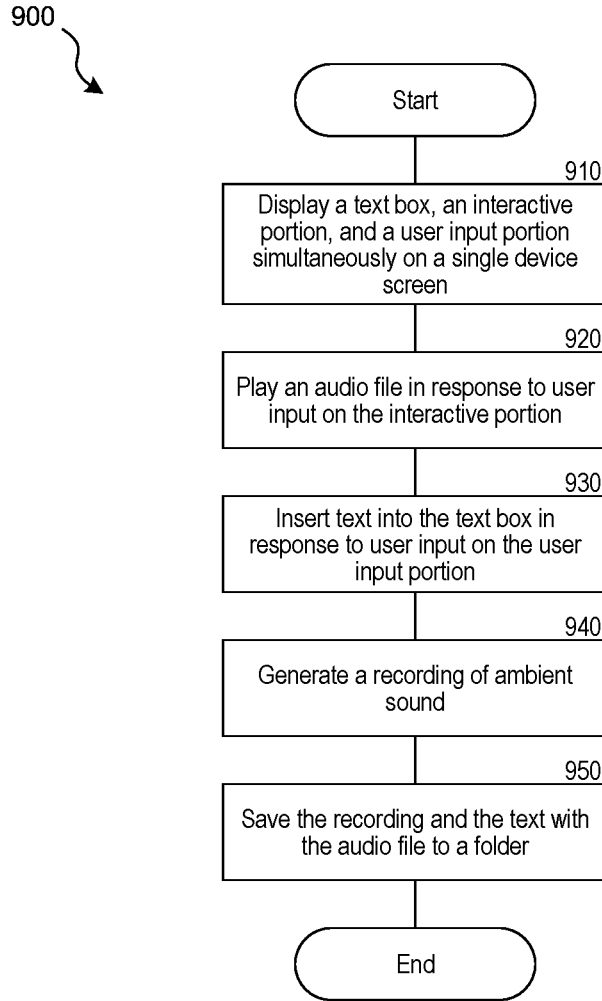 900
Start
910
Display a text box, an interactive
portion, and a user input portion
simultaneously on a single device
screen
920
Play an audio file in response to user
input on the interactive portion
930
Insert text into the text box in
response to user input on the user
input portion
940
Generate a recording of ambient
sound
950
Save the recording and the text with
the audio file to a folder
End